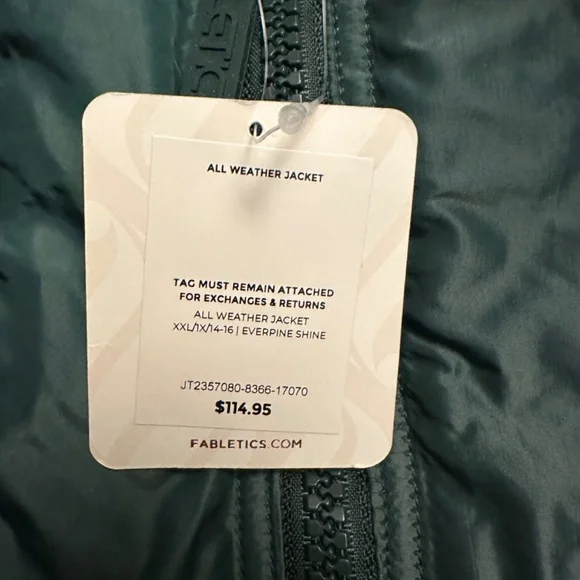 ALL WEATHER JACKET
TAG MUST REMAIN ATTACHED
FOR EXCHANGES & RETURNS
ALL WEATHER JACKET
XXL/1X/14-16 | EVERPINE SHINE
JT2357080-8366-17070
$114.95
FABLETICS.COM